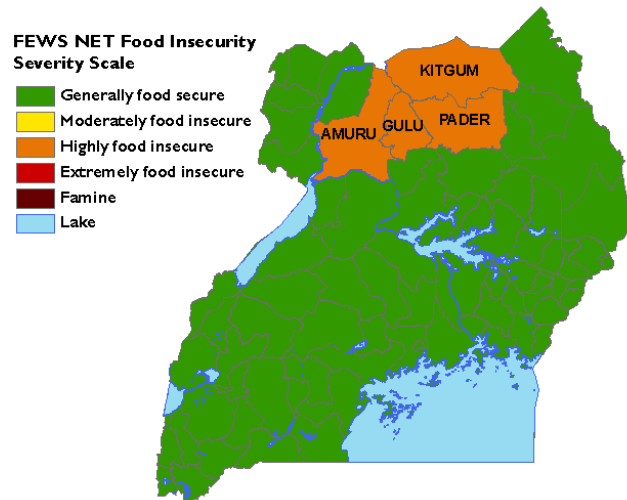 FEWS NET Food Insecurity
Severity Scale
Generally food secure
Moderately food insecure
Highly food insecure
Extremely food insecure
Famine
Lake
KITGUM
AMURU
GULU
PADER